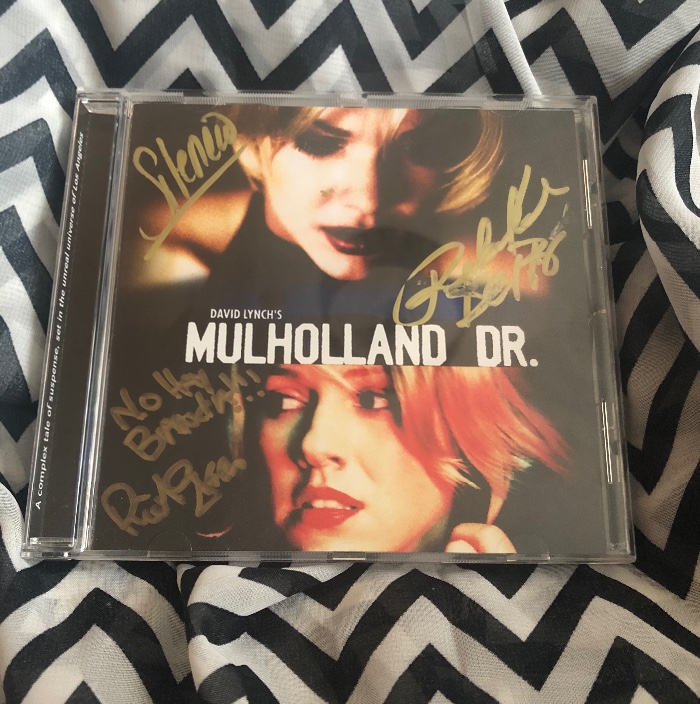 A complex tale of suspense, set in the unreal universe of Los Angeles
Silencio
DAVID LYNCH'S
MULHOLLAND DR.
No Hay
Banda!!!